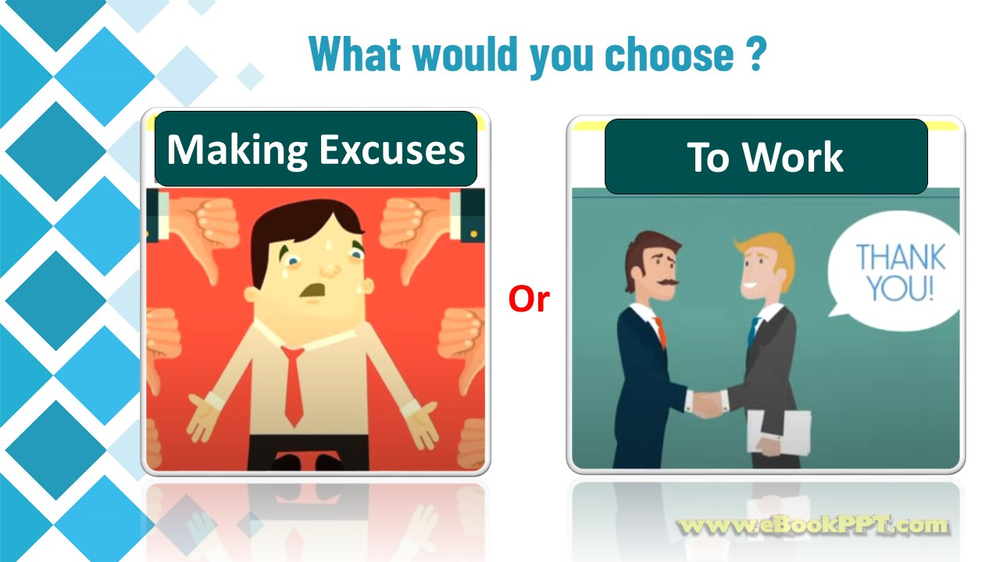 What would you choose ?
Making Excuses
To Work
Or
THANK
YOU!
www.eBookPPT.com